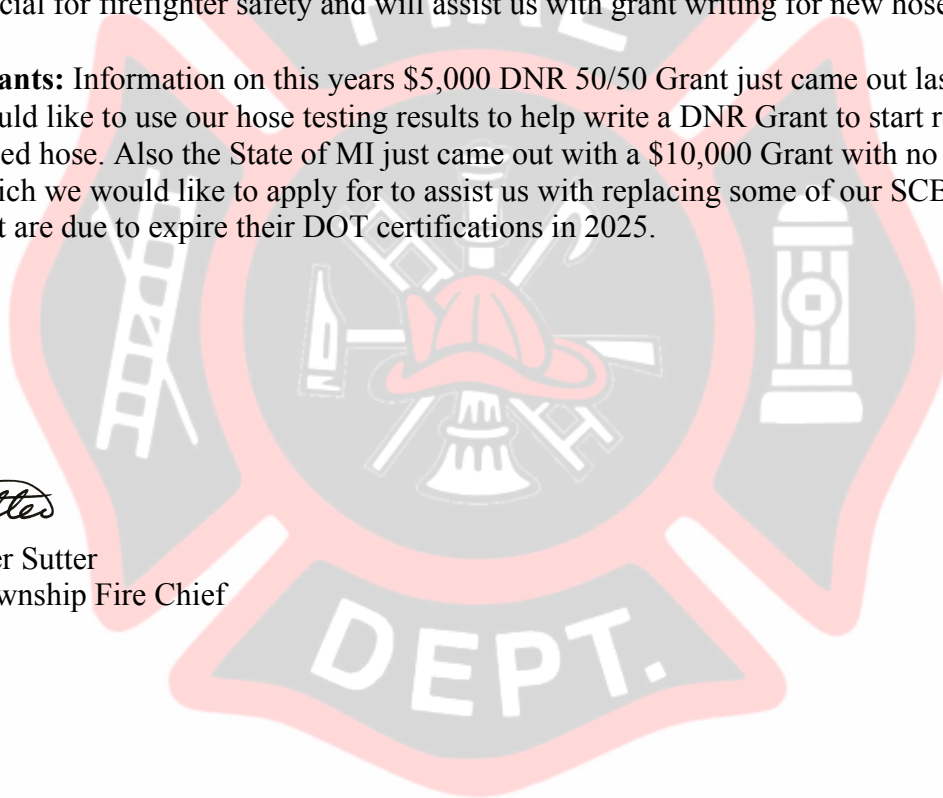 cial for firefighter safety and will assist us with grant writing for new hose
ants: Information on this years $5,000 DNR 50/50 Grant just came out las
uld like to use our hose testing results to help write a DNR Grant to start r
ed hose. Also the State of MI just came out with a $10,000 Grant with no
ich we would like to apply for to assist us with replacing some of our SCB
t are due to expire their DOT certifications in 2025.
tter
er Sutter
wnship Fire Chief
DEPT.